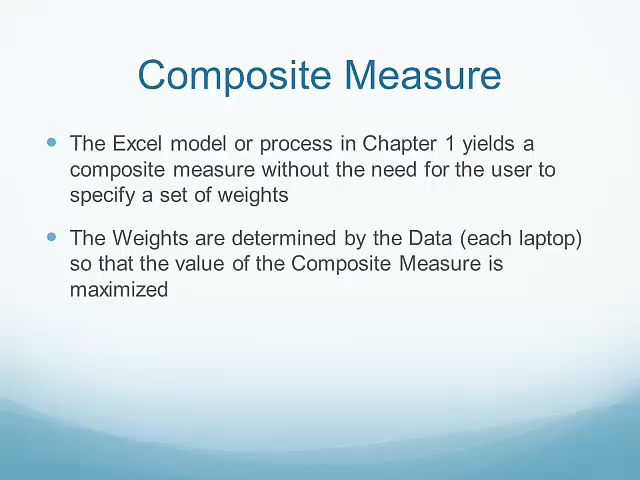 Composite Measure
The Excel model or process in Chapter 1 yields a
composite measure without the need for the user to
specify a set of weights
The Weights are determined by the Data (each laptop)
so that the value of the Composite Measure is
maximized